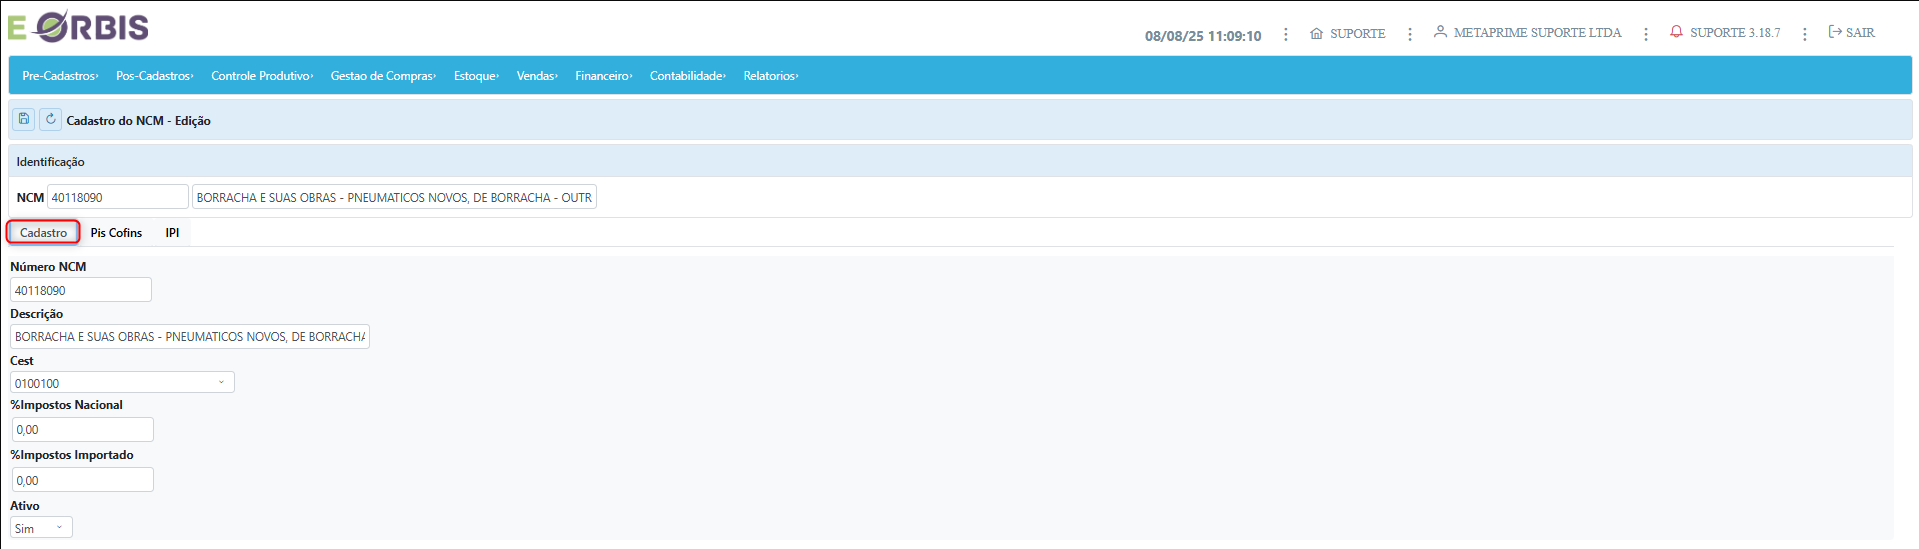 E ORBIS
08/08/25 11:09:10 SUPORTE METAPRIME SUPORTE LTDA SUPORTE 3.18.7 SAIR
Pre-Cadastros Pos-Cadastros Controle Produtivo Gestao de Compras Estoque Vendas Financeiro Contabilidade Relatorios
Cadastro do NCM - Edição
Identificação
NCM 40118090 BORRACHA E SUAS OBRAS - PNEUMATICOS NOVOS, DE BORRACHA - OUTR
Cadastro Pis Cofins IPI
Número NCM
40118090
Descrição
BORRACHA E SUAS OBRAS - PNEUMATICOS NOVOS, DE BORRACHA
Cest
0100100
%Impostos Nacional
0,00
%Impostos Importado
0,00
Ativo
Sim